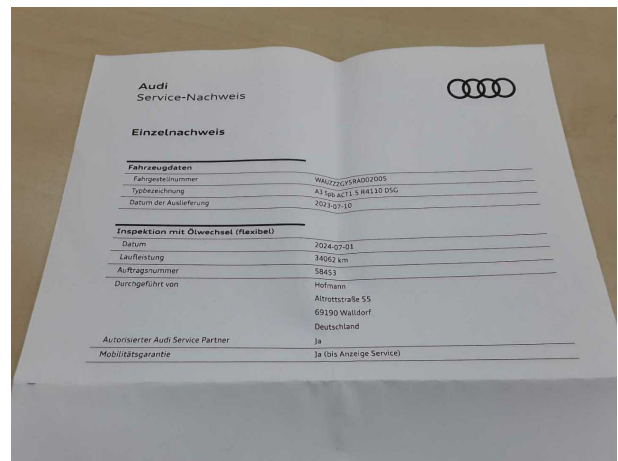 Audi
Service-Nachweis
Einzelnachweis
Fahrzeugdaten
Fahrgestellnummer WAUZZZGY5RA002005
Typbezeichnung A3 Spb ACT1.5 R4110 DSG
Datum der Auslieferung 2023-07-10
Inspektion mit Ölwechsel (flexibel)
Datum 2024-07-01
Laufleistung 34062 km
Auftragsnummer 58453
Durchgeführt von Hofmann
Altrottstraße 55
69190 Walldorf
Deutschland
Autorisierter Audi Service Partner Ja
Mobilitätsgarantie Ja (bis Anzeige Service)